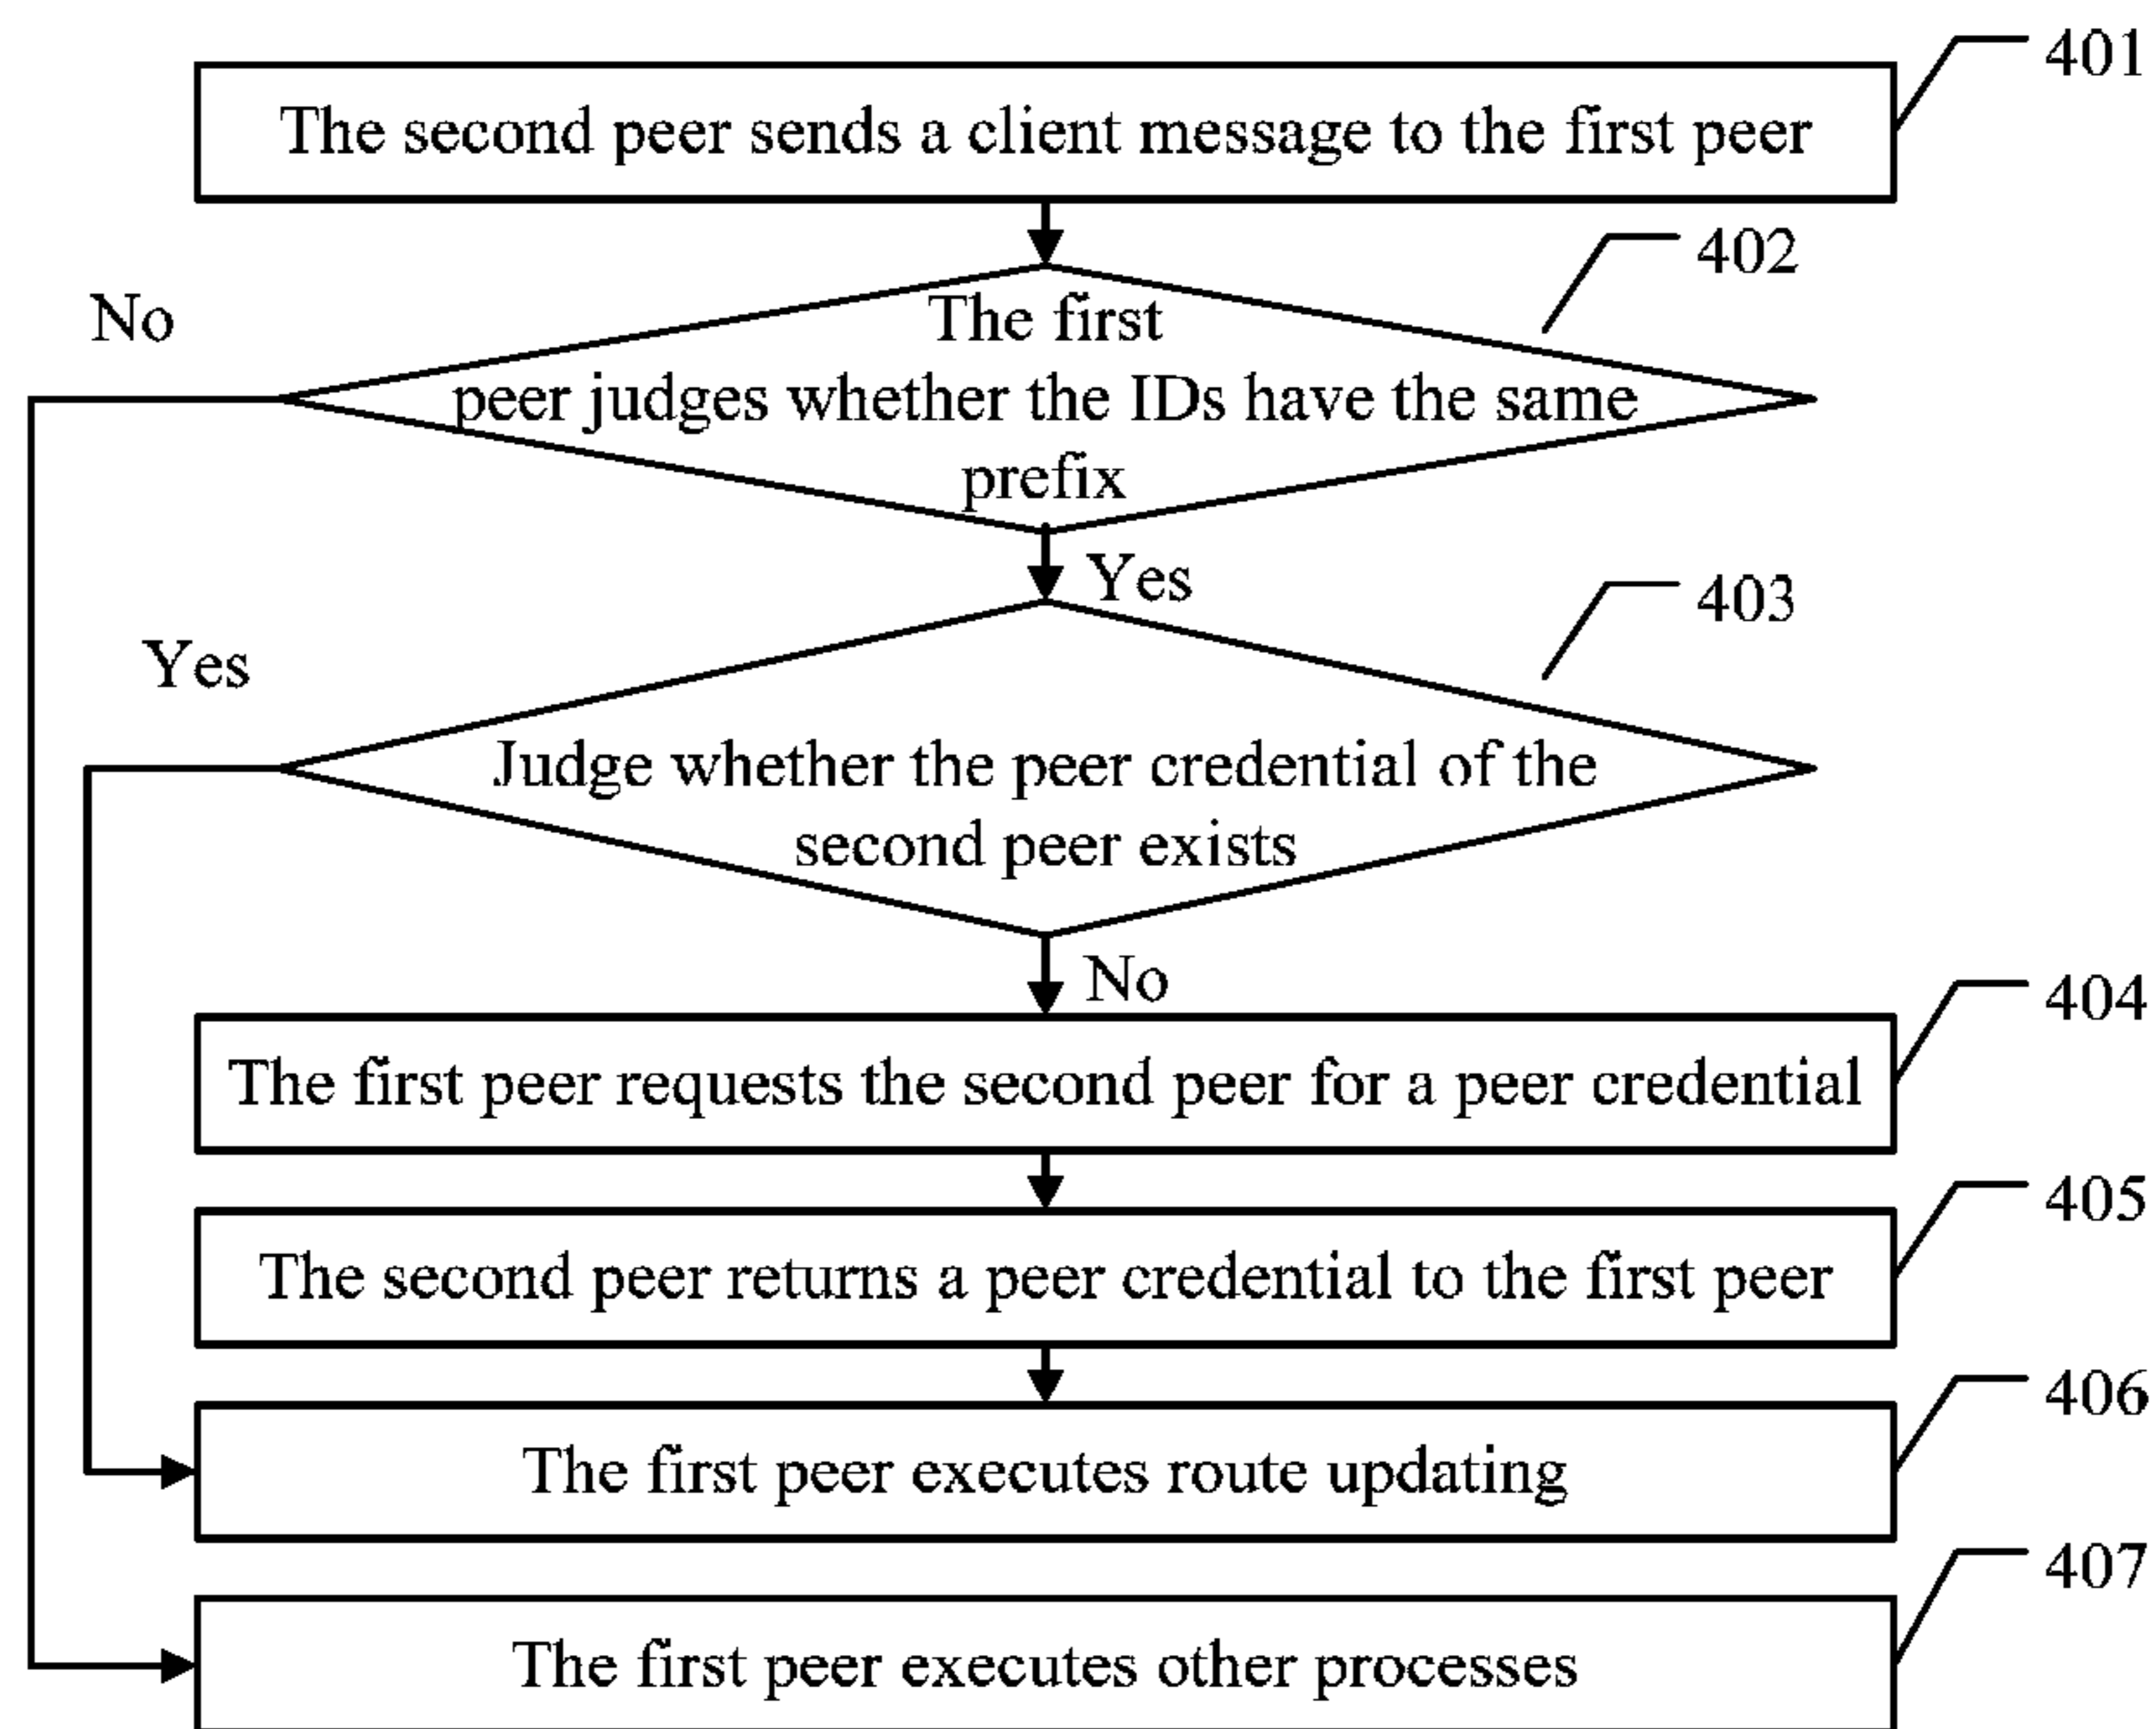 401
The second peer sends a client message to the first peer
402
No
The first
peer judges whether the IDs have the same
prefix
Yes
403
Yes
Judge whether the peer credential of the
second peer exists
No
404
The first peer requests the second peer for a peer credential
405
The second peer returns a peer credential to the first peer
406
The first peer executes route updating
407
The first peer executes other processes